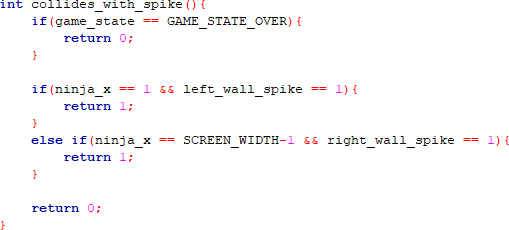 int collides_with_spike(){
    if(game_state == GAME_STATE_OVER){
        return 0;
    }

    if(ninja_x == 1 && left_wall_spike == 1){
        return 1;
    }
    else if(ninja_x == SCREEN_WIDTH-1 && right_wall_spike == 1){
        return 1;
    }

    return 0;
}